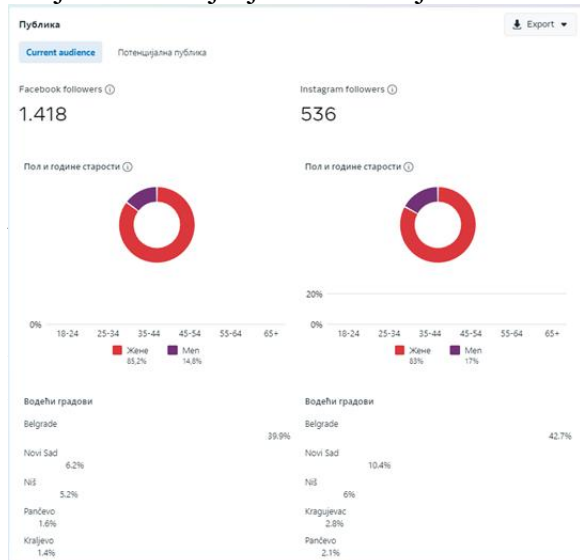 Публика
Export
Current audience Потенцијална публика
Facebook followers
1.418
Instagram followers
536
Пол и године старости
0%
18-24 25-34 35-44 45-54 55-64 65+
Жене Men
85,2% 14,8%
Пол и године старости
20%
0%
18-24 25-34 35-44 45-54 55-64 65+
Жене Men
83% 17%
Водећи градови
Belgrade
39.9%
Novi Sad
6.2%
Niš
5.2%
Pančevo
1.6%
Kraljevo
1.4%
Водећи градови
Belgrade
42.7%
Novi Sad
10.4%
Niš
6%
Kragujevac
2.8%
Pančevo
2.1%